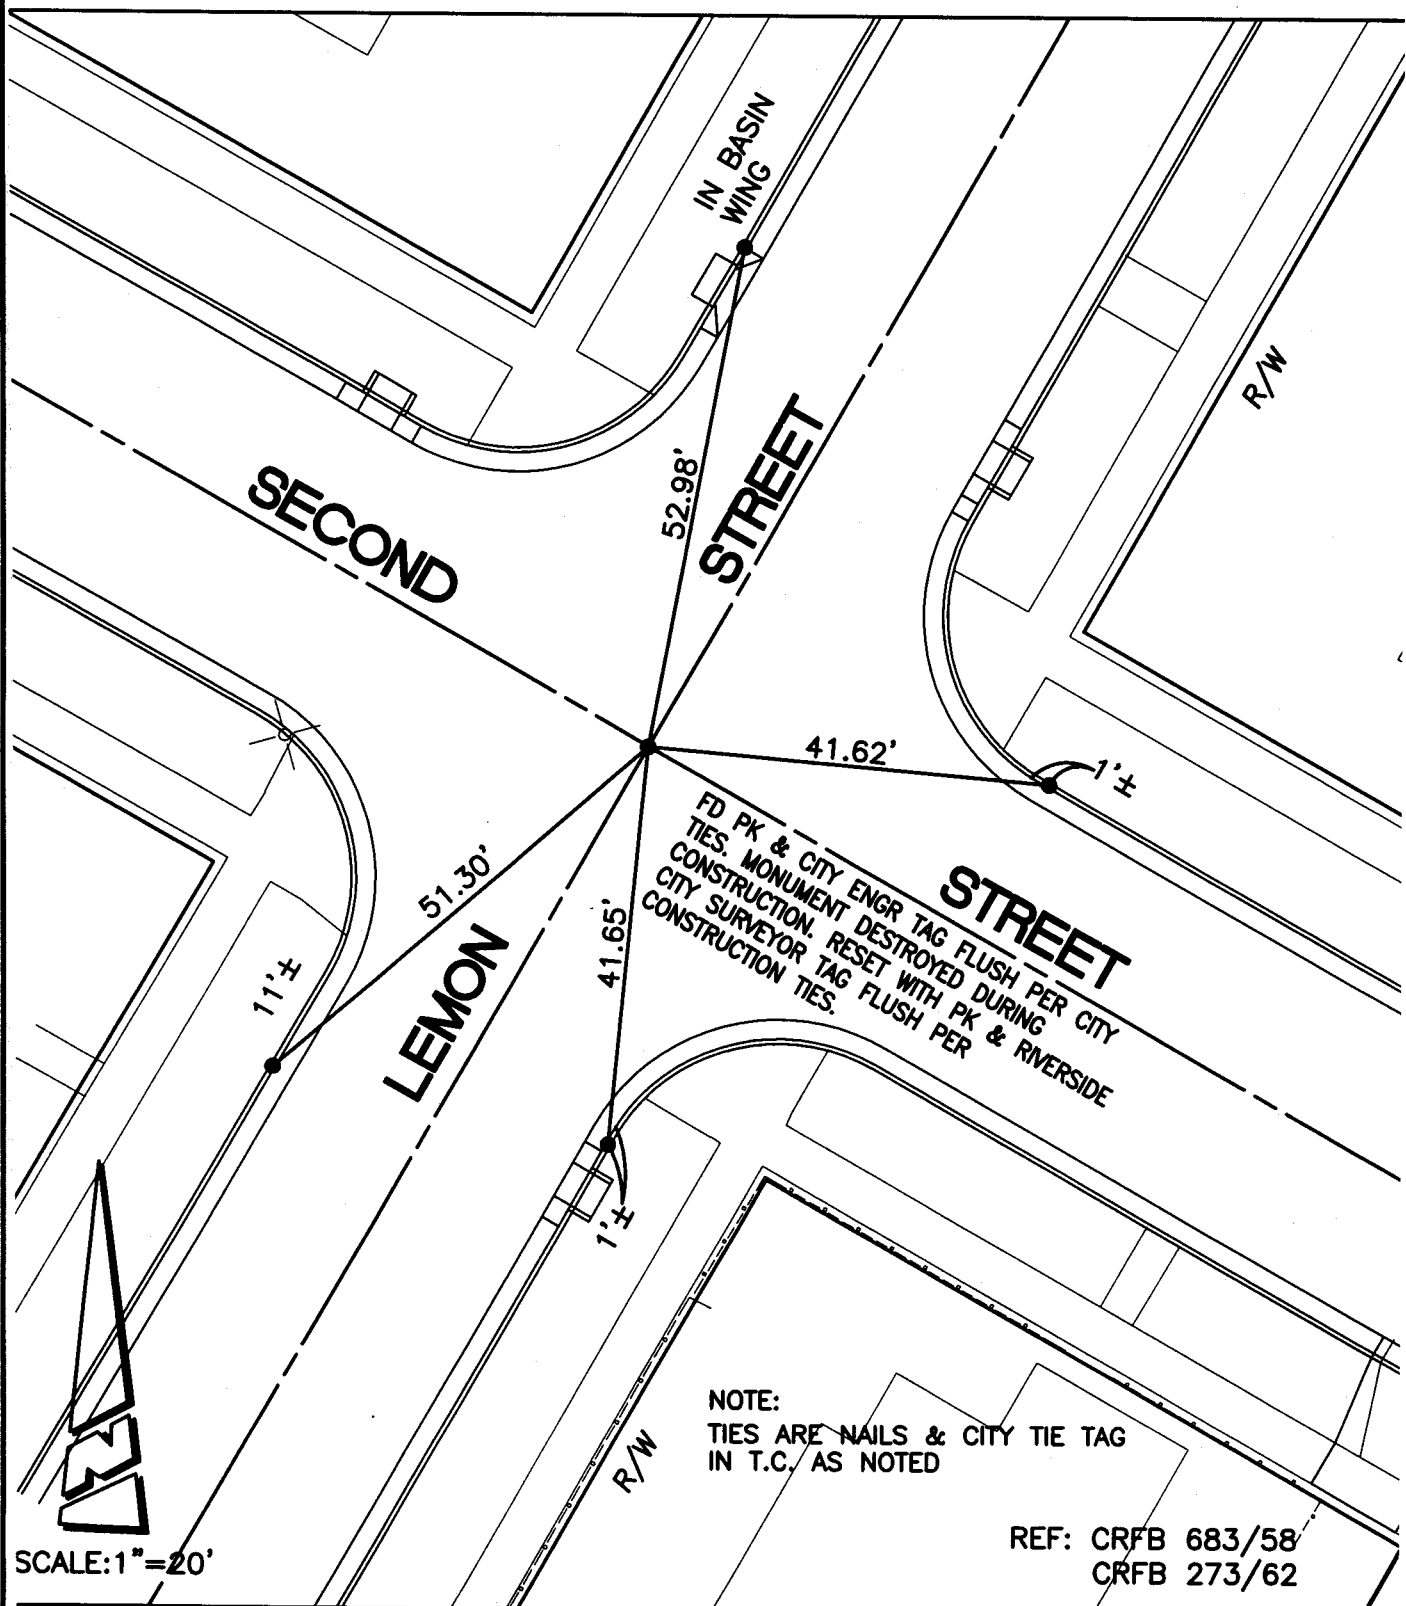 IN BASIN
WING
R/W
SECOND
STREET
52.98'
41.62'
1'±
51.30'
41.65'
FD PK & CITY ENGR TAG FLUSH PER CITY
TIES. MONUMENT DESTROYED DURING
CONSTRUCTION. RESET WITH PK & RIVERSIDE
CITY SURVEYOR TAG FLUSH PER
CONSTRUCTION TIES.
STREET
LEMON
11'±
1'±
N
R/W
NOTE:
TIES ARE NAILS & CITY TIE TAG
IN T.C. AS NOTED
SCALE:1"=20'
REF: CRFB 683/58
CRFB 273/62